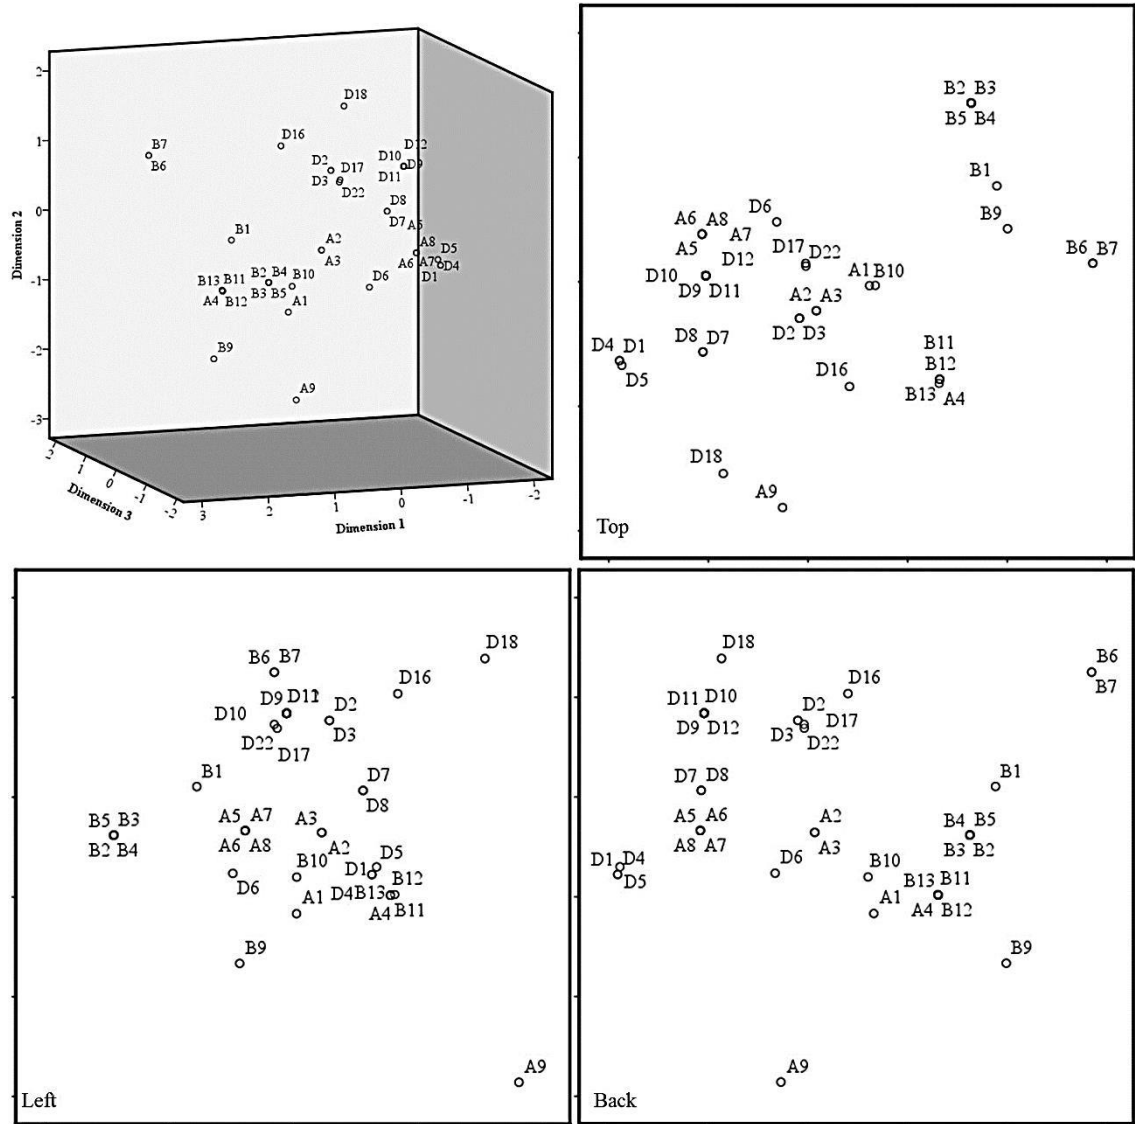 2
D18
1
D16
D12
B7
D2
D17
D10
D9
B6
D3
D11
D22
D8
0
D7
A5
B1
A2
A8
D5
A3
A6
A7
D4
-1
B13
B11
B2
B4
B10
D6
D1
A4
B12
B3
B5
A1
-2
B9
A9
-3
Dimension 2
2
1
0
-1
-2
Dimension 3
3
2
1
0
-1
-2
Dimension 1
B2 B3
B5 B4
B1
B9
B6 B7
D6
A6 A8
A5 A7
D17 D22
D10 D12
D9 D11
A1 B10
A2 A3
D2 D3
D8 D7
D4 D1
D5
B11
B12
B13 A4
D16
D18
A9
Top
D18
B6 B7
D16
D9 D11
D10
D2
D22
D3
D17
B1
D7
D8
B5 B3
B2 B4
A5 A7
A6 A8
A3
A2
B10
D6
D5
D1
D4
B13
B12
A1
A4
B11
B9
A9
Left
D18
B6
B7
D16
D11 D10
D9 D12
D2
D17
D3
D22
D7 D8
B1
A5 A6
A8 A7
A2
A3
B4 B5
B3 B2
D1 D4
D5
D6
B10
B13 B11
A1
A4 B12
B9
A9
Back